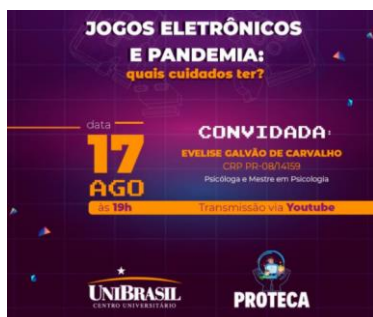 JOGOS ELETRÔNICOS
E PANDEMIA:
quais cuidados ter?
data
17
AGO
às 19h
CONVIDADA:
EVELISE GALVÃO DE CARVALHO
CRP PR-08/14159
Psicóloga e Mestre em Psicologia
Transmissão via Youtube
UNIBRASIL
CENTRO UNIVERSITÁRIO
PROTECA